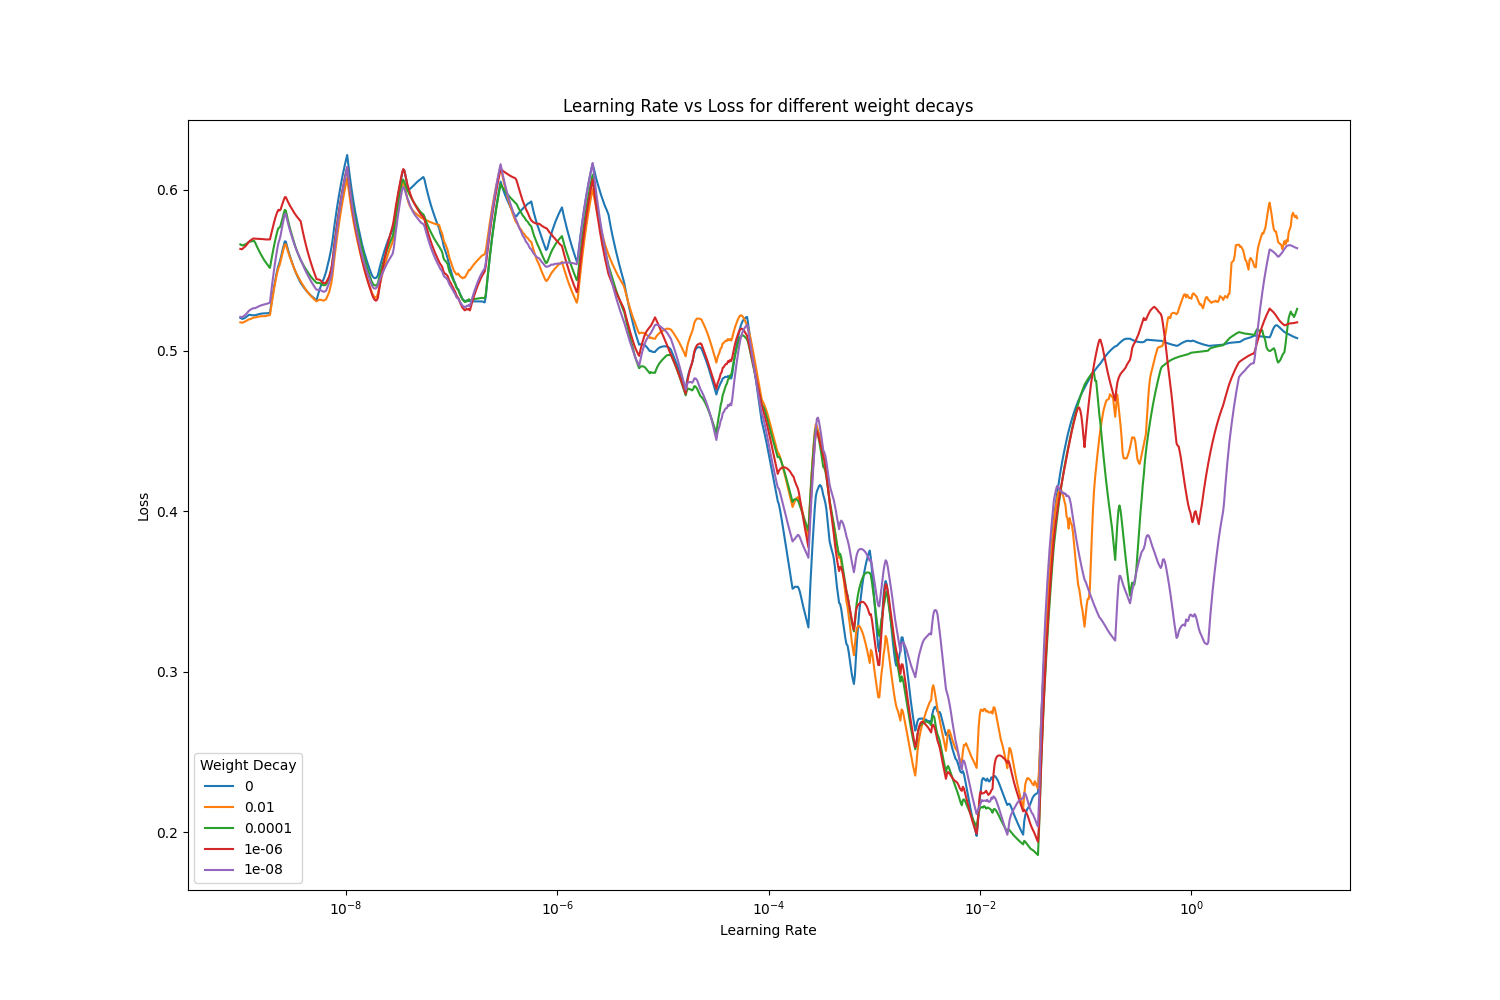 Learning Rate vs Loss for different weight decays
0.6
0.5
0.4
0.3
0.2
Loss
Weight Decay
0
0.01
0.0001
1e-06
1e-08
10⁻⁸
10⁻⁶
10⁻⁴
10⁻²
10⁰
Learning Rate